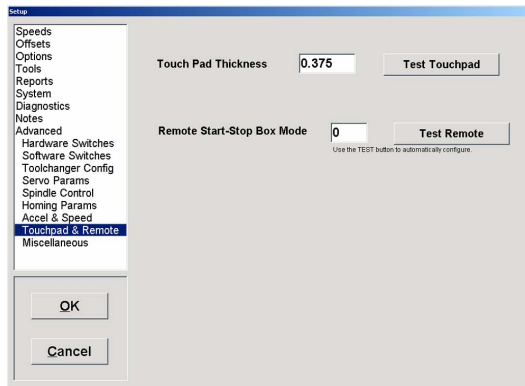 Setup
Speeds
Offsets
Options
Tools
Reports
System
Diagnostics
Notes
Advanced
Hardware Switches
Software Switches
Toolchanger Config
Servo Params
Spindle Control
Homing Params
Accel & Speed
Touchpad & Remote
Miscellaneous
OK
Cancel
Touch Pad Thickness 0.375 Test Touchpad
Remote Start-Stop Box Mode 0 Test Remote
Use the TEST button to automatically configure.